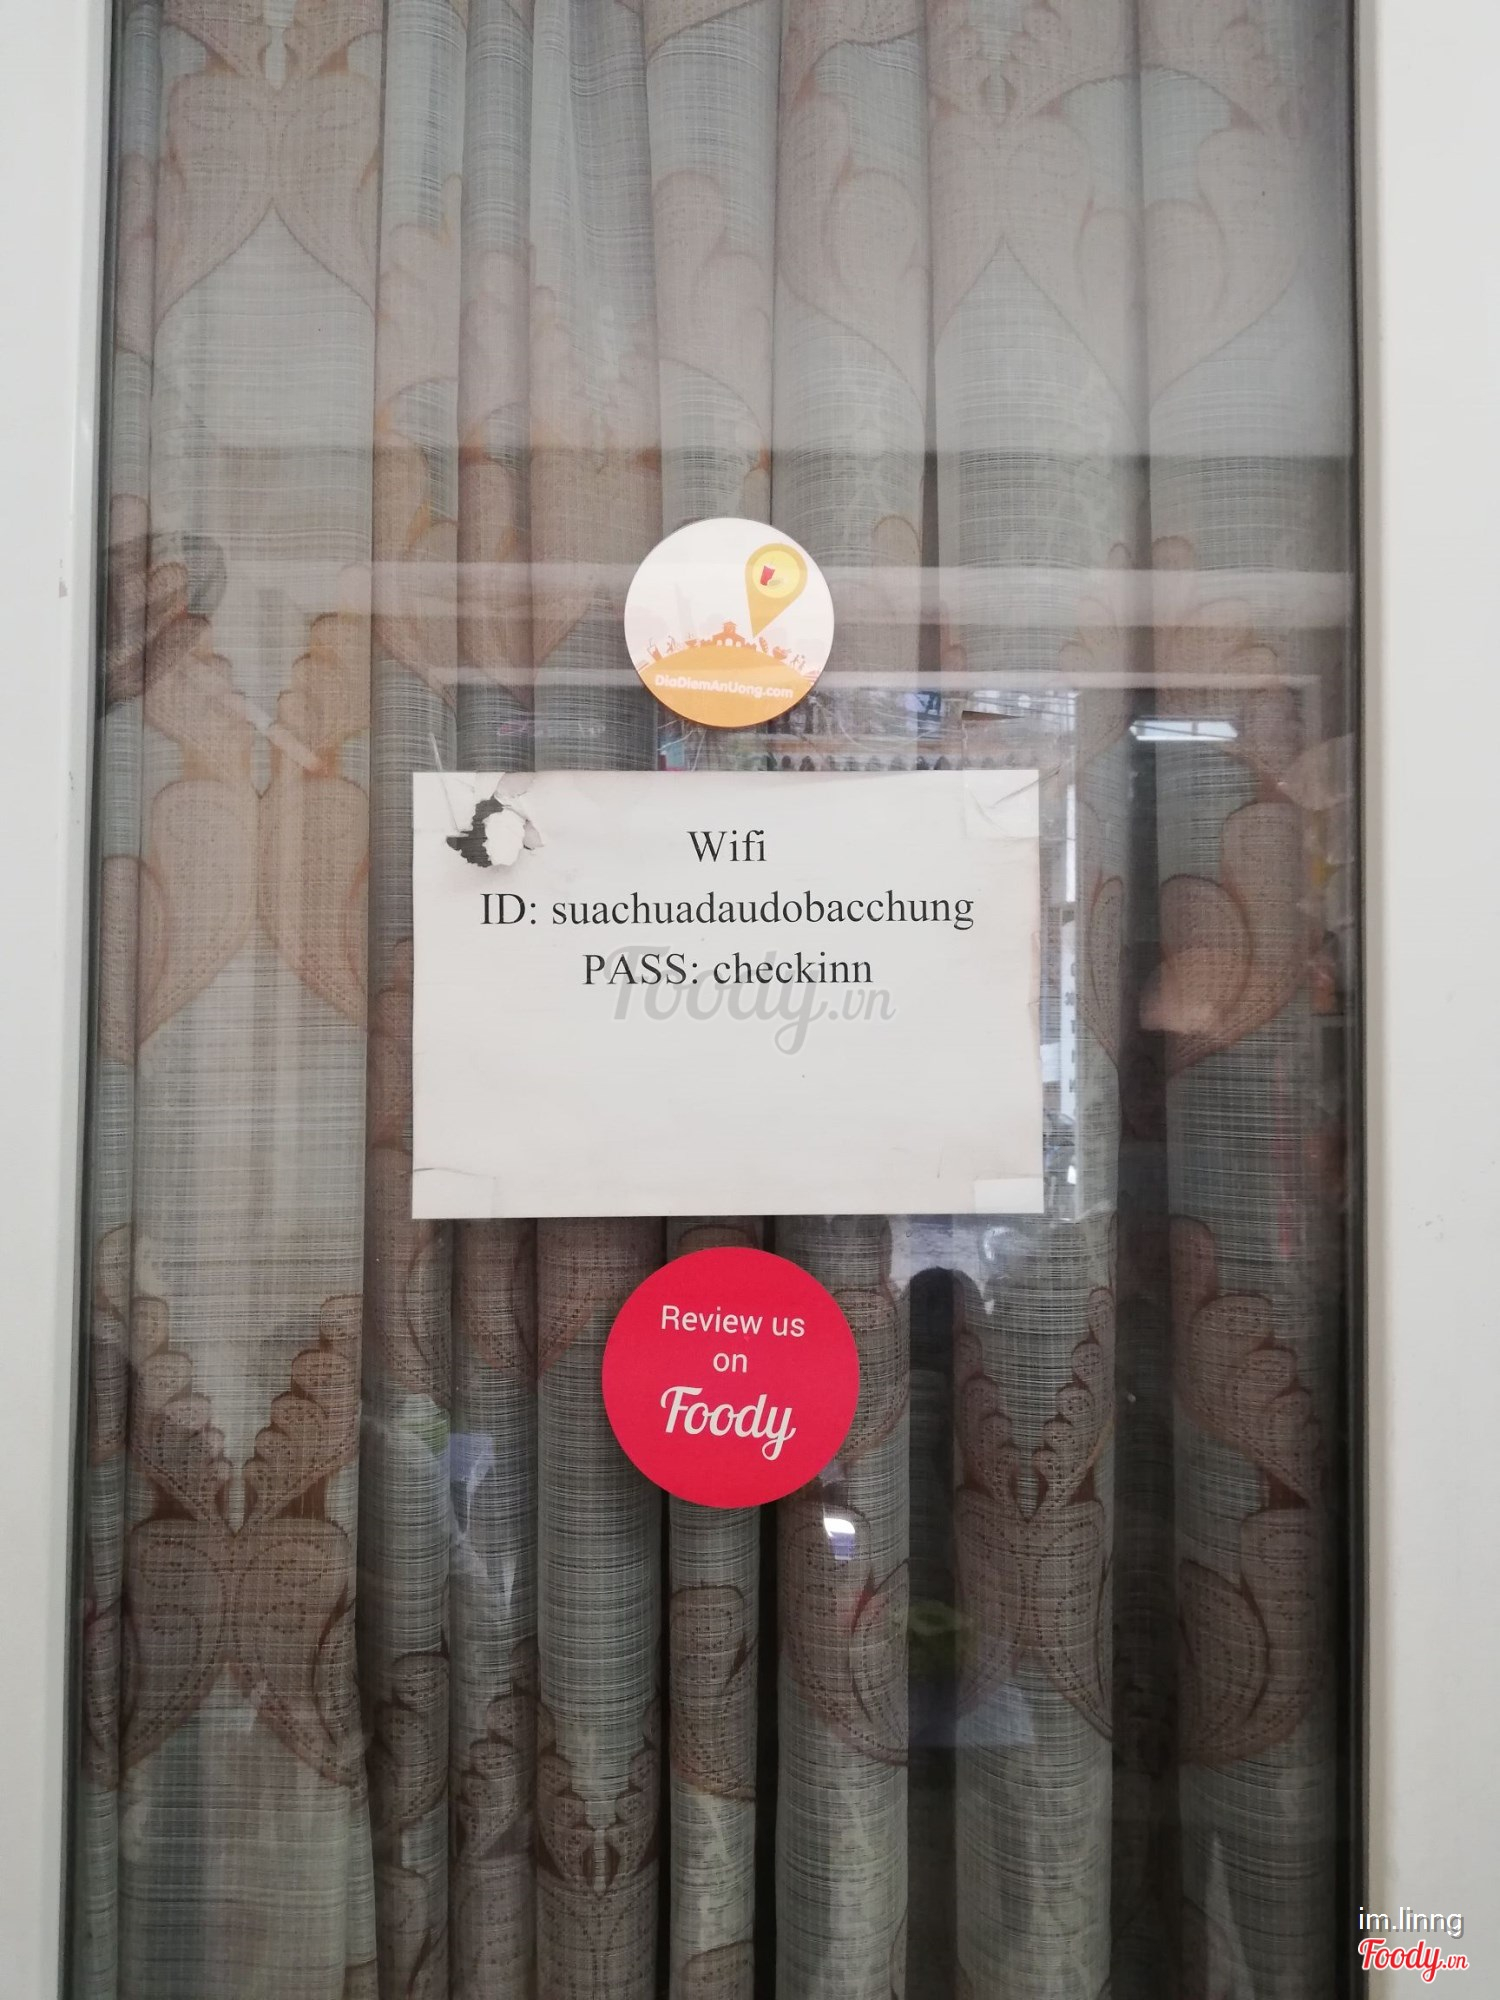 DiaDiemAnUong.com
Wifi
ID: suachuadaudobacchung
PASS: checkinn
Foody.vn
Review us
on
Foody
im.linng
Foody.vn